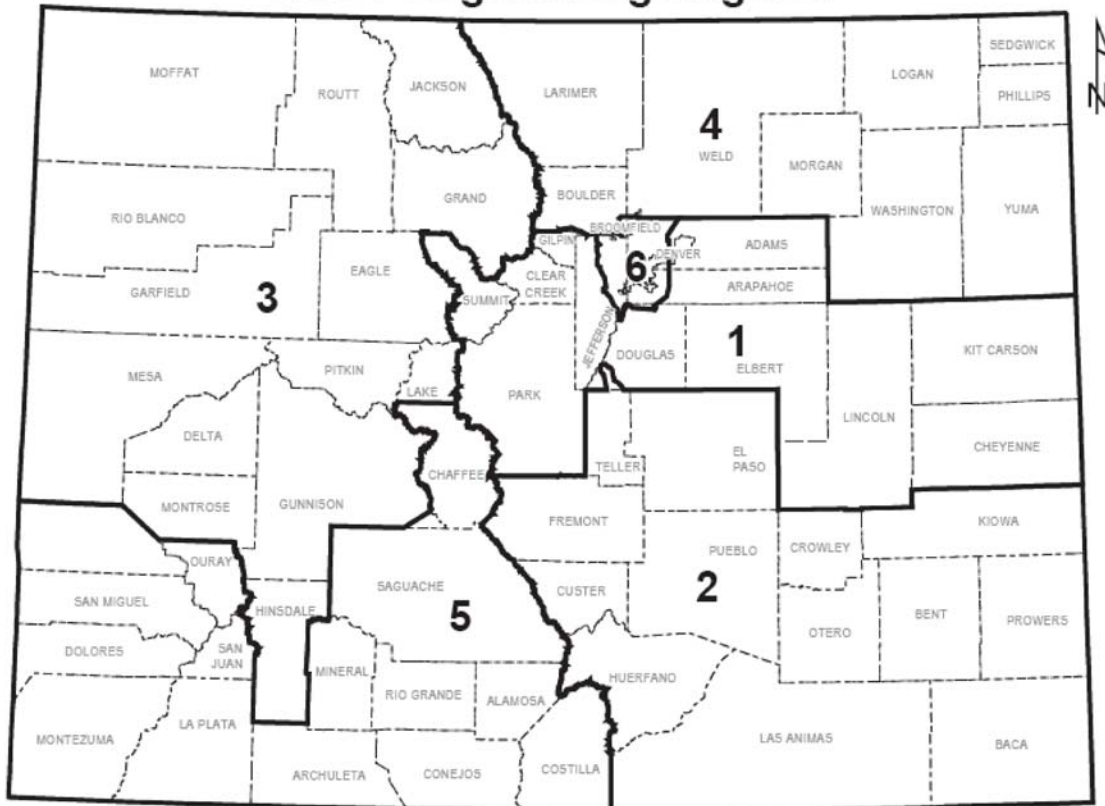 SEDGWICK
MOFFAT
LOGAN
ROUTT
JACKSON
LARIMER
PHILLIPS
N
4
WELD
MORGAN
BOULDER
GRAND
RIO BLANCO
WASHINGTON
YUMA
BROOMFIELD
GILPIN
ADAMS
DENVER
6
EAGLE
CLEAR
CREEK
ARAPAHOE
GARFIELD
3
SUMMIT
JEFFERSON
DOUGLAS
1
ELBERT
KIT CARSON
MESA
PITKIN
LAKE
PARK
LINCOLN
DELTA
CHEYENNE
EL
PASO
TELLER
CHAFFEE
MONTROSE
GUNNISON
FREMONT
KIOWA
PUEBLO
CROWLEY
OURAY
SAGUACHE
CUSTER
2
SAN MIGUEL
HINSDALE
5
BENT
PROWERS
OTERO
DOLORES
SAN
JUAN
MINERAL
RIO GRANDE
ALAMOSA
HUERFANO
LA PLATA
MONTEZUMA
LAS ANIMAS
BACA
ARCHULETA
CONEJOS
COSTILLA